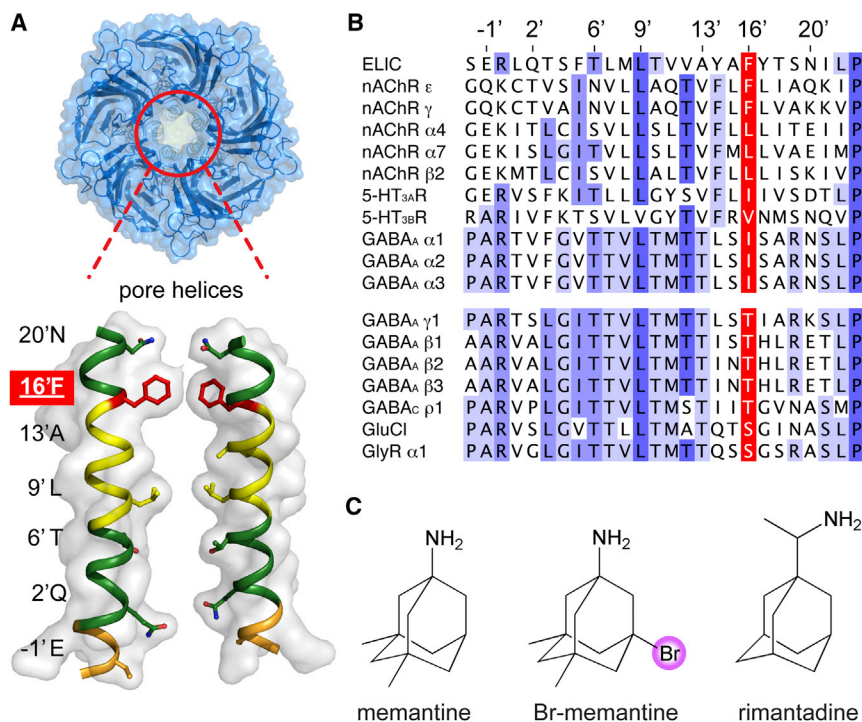 A
pore helices
20'N
16'F
13'A
9' L
6' T
2'Q
-1' E
B
-1' 2' 6' 9' 13' 16' 20'
ELIC SERLQTSFTLMLTVVAYAFYTSNILP
nAChR ε GQKCTVSINVLLAQTVFLFLIAQKIP
nAChR γ GQKCTVAINVLLAQTVFLFLVAKKVP
nAChR α4 GEKITLCISVLLSLTVFLLLITEIIP
nAChR α7 GEKISLGITVLLSLTVFMLLVAEIMP
nAChR β2 GEKMTLCISVLLALTVFLLLISKIVP
5-HT3AR GERVSFKITLLLGYSVFLIIVSDTLP
5-HT3BR RARIVFKTSVLVGYTVFRVNMSNQVP
GABAA α1 PARTVFGVTTVLTMTTLSISARNSLP
GABAA α2 PARTVFGVTTVLTMTTLSISARNSLP
GABAA α3 PARTVFGVTTVLTMTTLSISARNSLP
GABAA γ1 PARTSLGITTVLTMTTLSTIARKSLP
GABAA β1 AARVALGITTVLTMTTINTHLRETLP
GABAA β2 AARVALGITTVLTMTTINTHLRETLP
GABAA β3 AARVALGITTVLTMTTINTHLRETLP
GABAC ρ1 PARVPLGITTVLTMSTIITGVNASMP
GluCl PARVSLGVTTLLTMATQTSGINASLP
GlyR α1 PARVGLGITTVLTMTTQSSGSRASLP
C
NH2
memantine
NH2
Br
Br-memantine
NH2
rimantadine